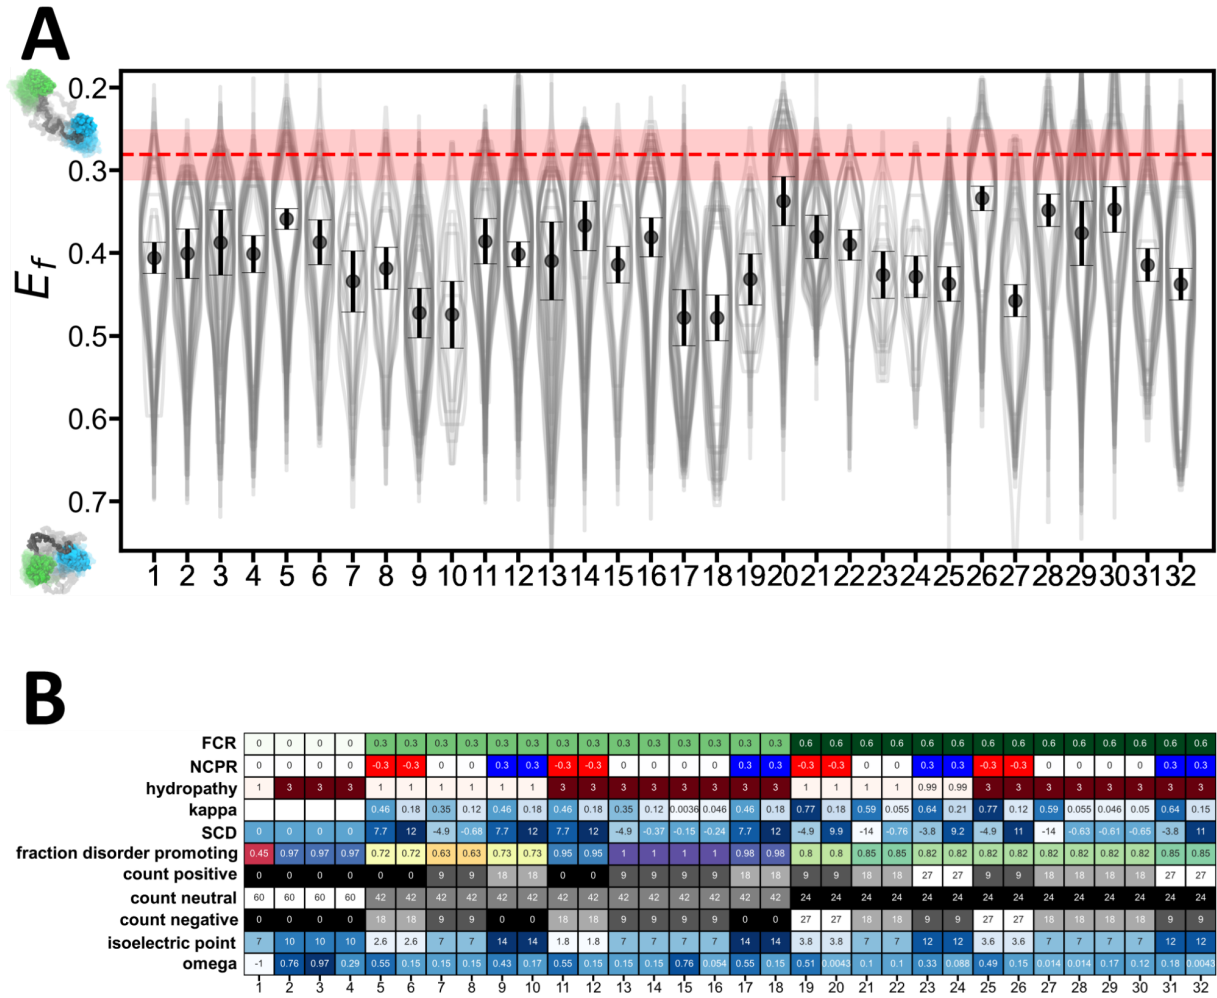 A
0.2
0.3
0.4
0.5
0.6
0.7
E_f
1 2 3 4 5 6 7 8 9 10 11 12 13 14 15 16 17 18 19 20 21 22 23 24 25 26 27 28 29 30 31 32
B
FCR 0 0 0 0 0.3 0.3 0.3 0.3 0.3 0.3 0.3 0.3 0.3 0.3 0.3 0.3 0.3 0.3 0.6 0.6 0.6 0.6 0.6 0.6 0.6 0.6 0.6 0.6 0.6 0.6 0.6 0.6
NCPR 0 0 0 0 -0.3 -0.3 0 0 0.3 0.3 -0.3 -0.3 0 0 0 0 0.3 0.3 -0.3 -0.3 0 0 0.3 0.3 -0.3 -0.3 0 0 0 0 0.3 0.3
hydropathy 1 3 3 3 1 1 1 1 1 1 3 3 3 3 3 3 3 3 1 1 1 1 0.99 0.99 3 3 3 3 3 3 3 3
kappa 0.46 0.18 0.35 0.12 0.46 0.18 0.46 0.18 0.35 0.12 0.0036 0.046 0.46 0.18 0.77 0.18 0.59 0.055 0.64 0.21 0.77 0.12 0.59 0.055 0.046 0.05 0.64 0.15
SCD 0 0 0 0 7.7 12 -4.9 -0.68 7.7 12 7.7 12 -4.9 -0.37 -0.15 -0.24 7.7 12 -4.9 9.9 -14 -0.76 -3.8 9.2 -4.9 11 -14 -0.63 -0.61 -0.65 -3.8 11
fraction disorder promoting 0.45 0.97 0.97 0.97 0.72 0.72 0.63 0.63 0.73 0.73 0.95 0.95 1 1 1 1 0.98 0.98 0.8 0.8 0.85 0.85 0.82 0.82 0.82 0.82 0.82 0.82 0.82 0.82 0.85 0.85
count positive 0 0 0 0 0 0 9 9 18 18 0 0 9 9 9 9 18 18 9 9 18 18 27 27 9 9 18 18 18 18 27 27
count neutral 60 60 60 60 42 42 42 42 42 42 42 42 42 42 42 42 42 42 24 24 24 24 24 24 24 24 24 24 24 24 24 24
count negative 0 0 0 0 18 18 9 9 0 0 18 18 9 9 9 9 0 0 27 27 18 18 9 9 27 27 18 18 18 18 9 9
isoelectric point 7 10 10 10 2.6 2.6 7 7 14 14 1.8 1.8 7 7 7 7 14 14 3.8 3.8 7 7 12 12 3.6 3.6 7 7 7 7 12 12
omega -1 0.76 0.97 0.29 0.55 0.15 0.15 0.15 0.43 0.17 0.55 0.15 0.15 0.15 0.76 0.054 0.55 0.15 0.51 0.0043 0.1 0.1 0.33 0.088 0.49 0.15 0.014 0.014 0.17 0.12 0.18 0.0043
1 2 3 4 5 6 7 8 9 10 11 12 13 14 15 16 17 18 19 20 21 22 23 24 25 26 27 28 29 30 31 32